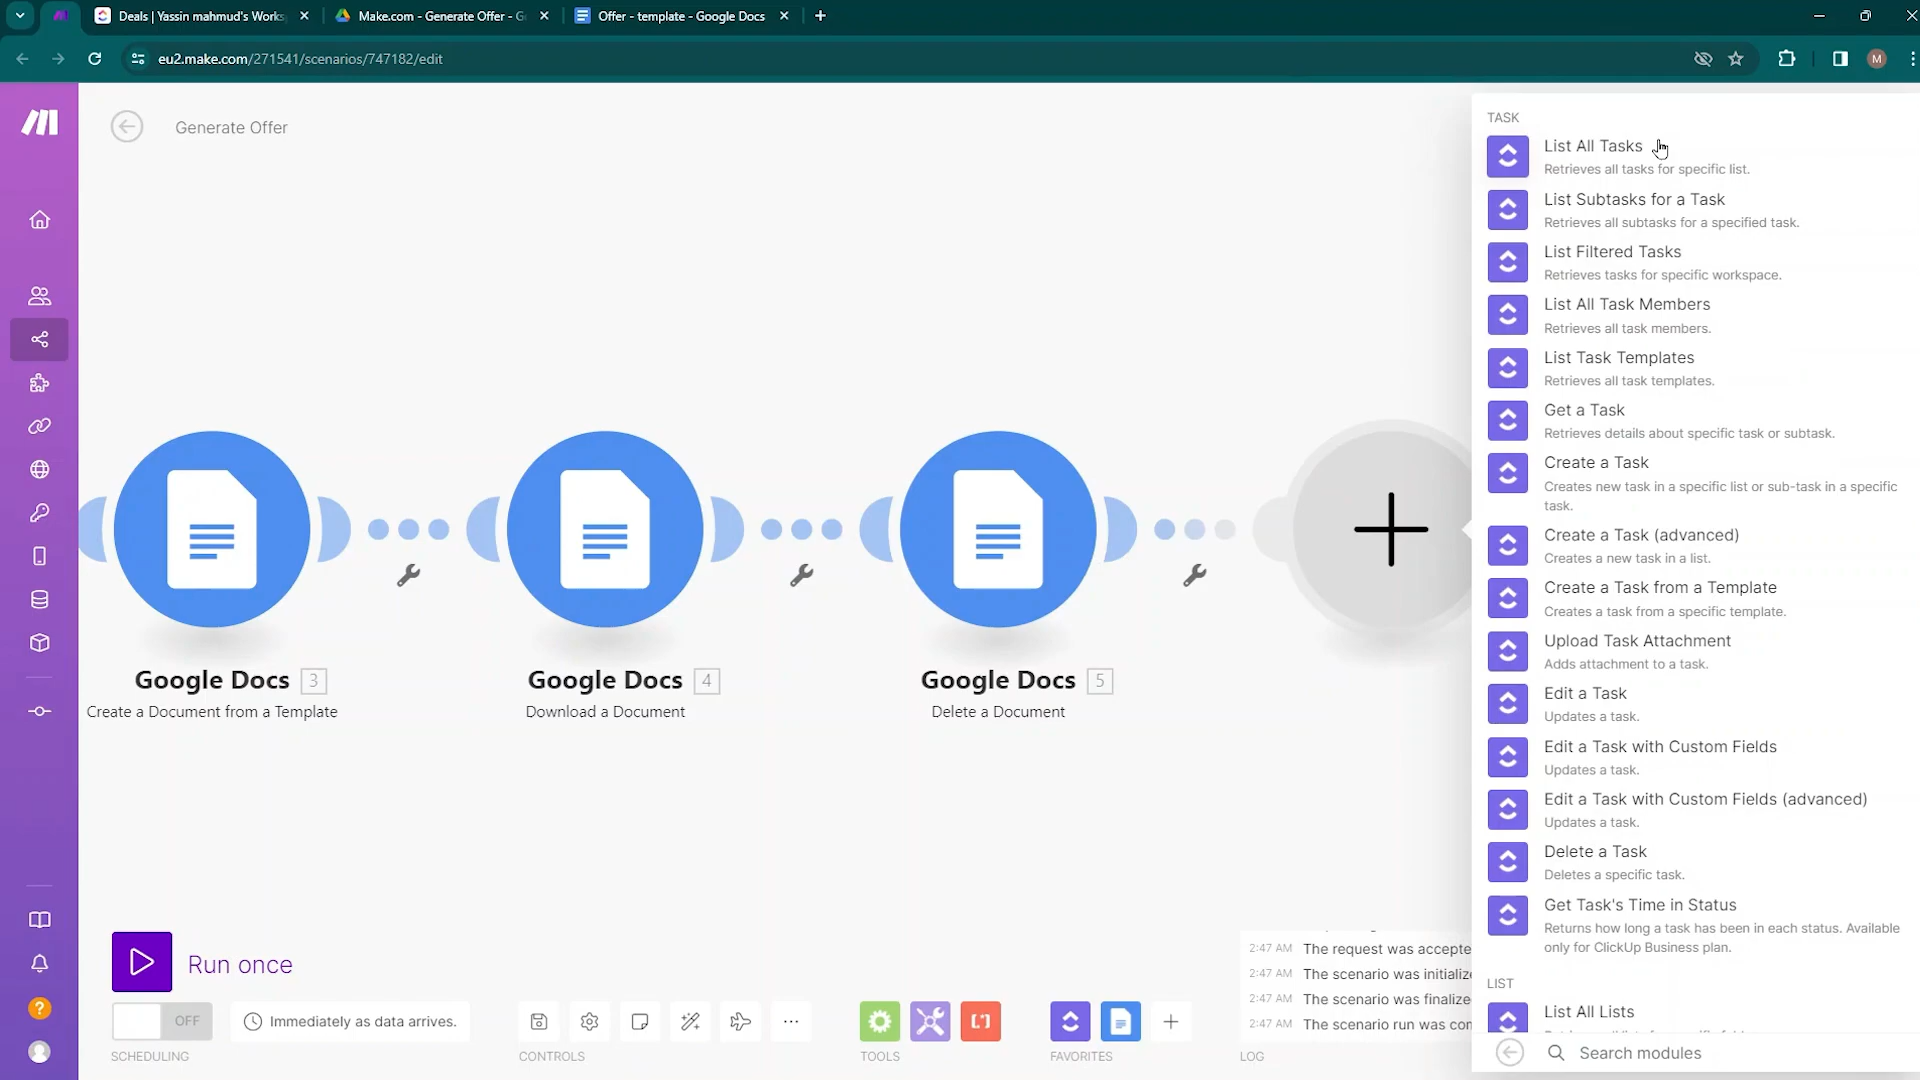 Deals | Yassin mahmud's Works
Make.com - Generate Offer - G
Offer - template - Google Docs
eu2.make.com/271541/scenarios/747182/edit
M
Generate Offer
TASK
List All Tasks
Retrieves all tasks for specific list.
List Subtasks for a Task
Retrieves all subtasks for a specified task.
List Filtered Tasks
Retrieves tasks for specific workspace.
List All Task Members
Retrieves all task members.
List Task Templates
Retrieves all task templates.
Get a Task
Retrieves details about specific task or subtask.
Create a Task
Creates new task in a specific list or sub-task in a specific
task.
Create a Task (advanced)
Creates a new task in a list.
Create a Task from a Template
Creates a task from a specific template.
Upload Task Attachment
Adds attachment to a task.
Edit a Task
Updates a task.
Edit a Task with Custom Fields
Updates a task.
Edit a Task with Custom Fields (advanced)
Updates a task.
Delete a Task
Deletes a specific task.
Get Task's Time in Status
Returns how long a task has been in each status. Available
only for ClickUp Business plan.
LIST
List All Lists
Search modules
Google Docs 3
Create a Document from a Template
Google Docs 4
Download a Document
Google Docs 5
Delete a Document
Run once
OFF
Immediately as data arrives.
SCHEDULING
CONTROLS
TOOLS
FAVORITES
LOG
2:47 AM The request was accepte
2:47 AM The scenario was initializ
2:47 AM The scenario was finalize
2:47 AM The scenario run was con